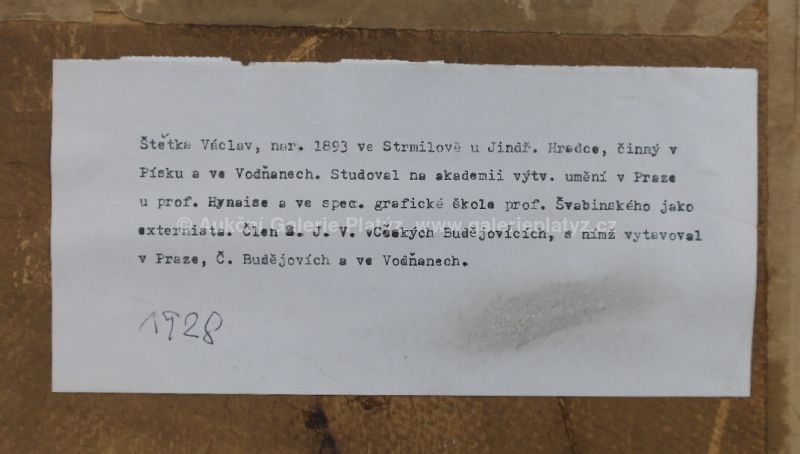 Štětka Václav, nar. 1893 ve Strmilově u Jindř. Hradce, činný v
Písku a ve Vodňanech. Studoval na akademii výtv. umění v Praze
u prof. Hynaise a ve spec. grafické škole prof. Švabinského jako
© Aukční Galerie Platýz, www.galerieplatyz.cz
externista. Člen S. J. V. vČeských Budějovicích, s nímž vytavoval
v Praze, Č. Budějovích a ve Vodňanech.
1928